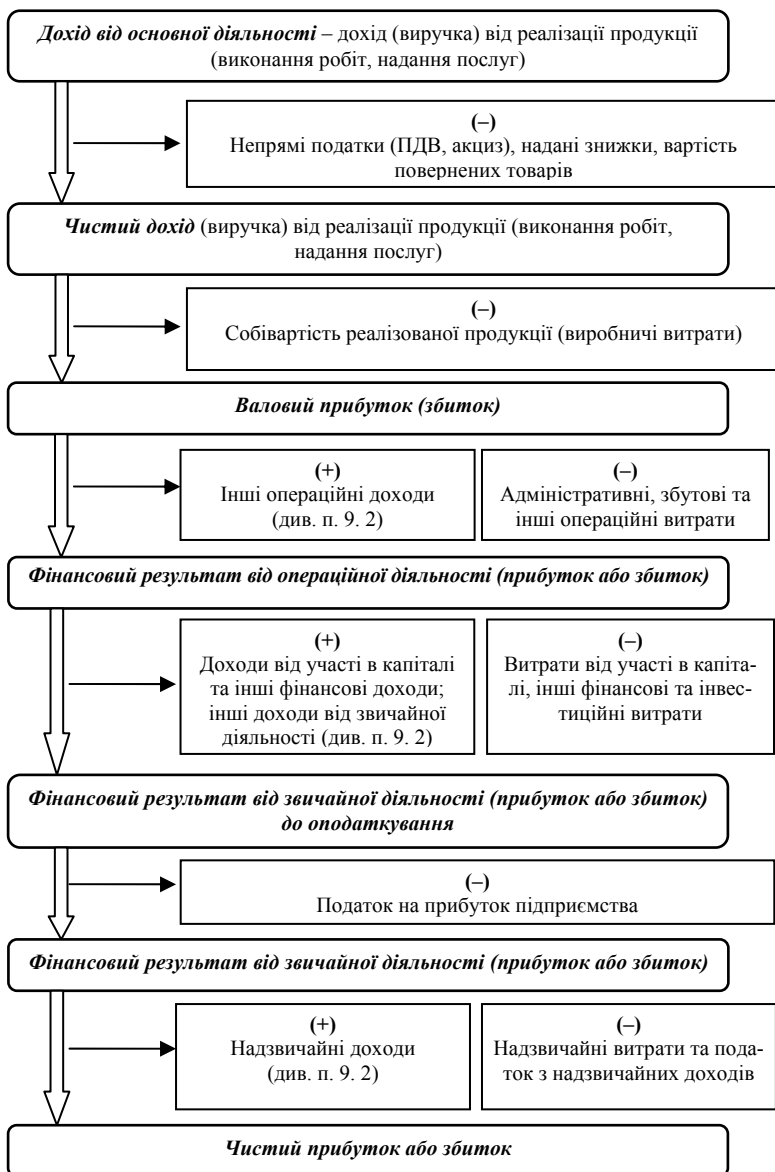 Дохід від основної діяльності – дохід (виручка) від реалізації продукції
(виконання робіт, надання послуг)
(–)
Непрямі податки (ПДВ, акциз), надані знижки, вартість
повернених товарів
Чистий дохід (виручка) від реалізації продукції (виконання робіт,
надання послуг)
(–)
Собівартість реалізованої продукції (виробничі витрати)
Валовий прибуток (збиток)
(+)
Інші операційні доходи
(див. п. 9. 2)
(–)
Адміністративні, збутові та
інші операційні витрати
Фінансовий результат від операційної діяльності (прибуток або збиток)
(+)
Доходи від участі в капіталі
та інші фінансові доходи;
інші доходи від звичайної
діяльності (див. п. 9. 2)
(–)
Витрати від участі в капіта-
лі, інші фінансові та інвес-
тиційні витрати
Фінансовий результат від звичайної діяльності (прибуток або збиток)
до оподаткування
(–)
Податок на прибуток підприємства
Фінансовий результат від звичайної діяльності (прибуток або збиток)
(+)
Надзвичайні доходи
(див. п. 9. 2)
(–)
Надзвичайні витрати та пода-
ток з надзвичайних доходів
Чистий прибуток або збиток